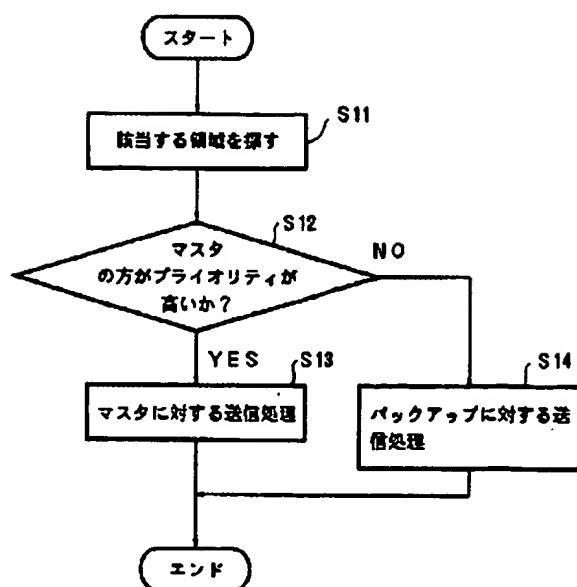 スタート
S11
該当する領域を探す
S12
マスタ
の方がプライオリティが
高いか?
NO
YES
S13
S14
マスタに対する送信処理
バックアップに対する送
信処理
エンド